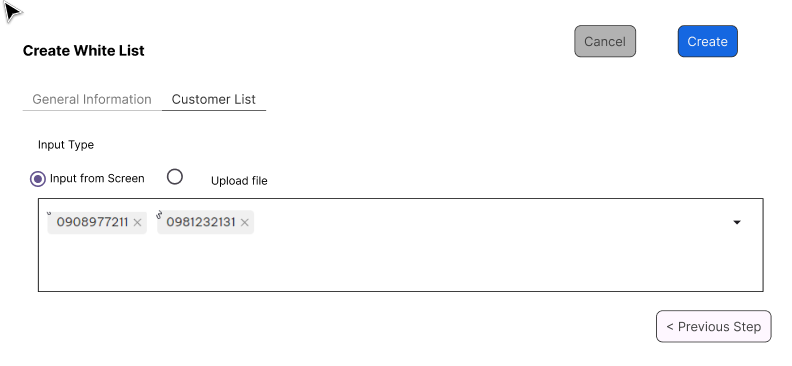 Create White List
Cancel
Create
General Information
Customer List
Input Type
Input from Screen
Upload file
0908977211 ×
0981232131 ×
< Previous Step